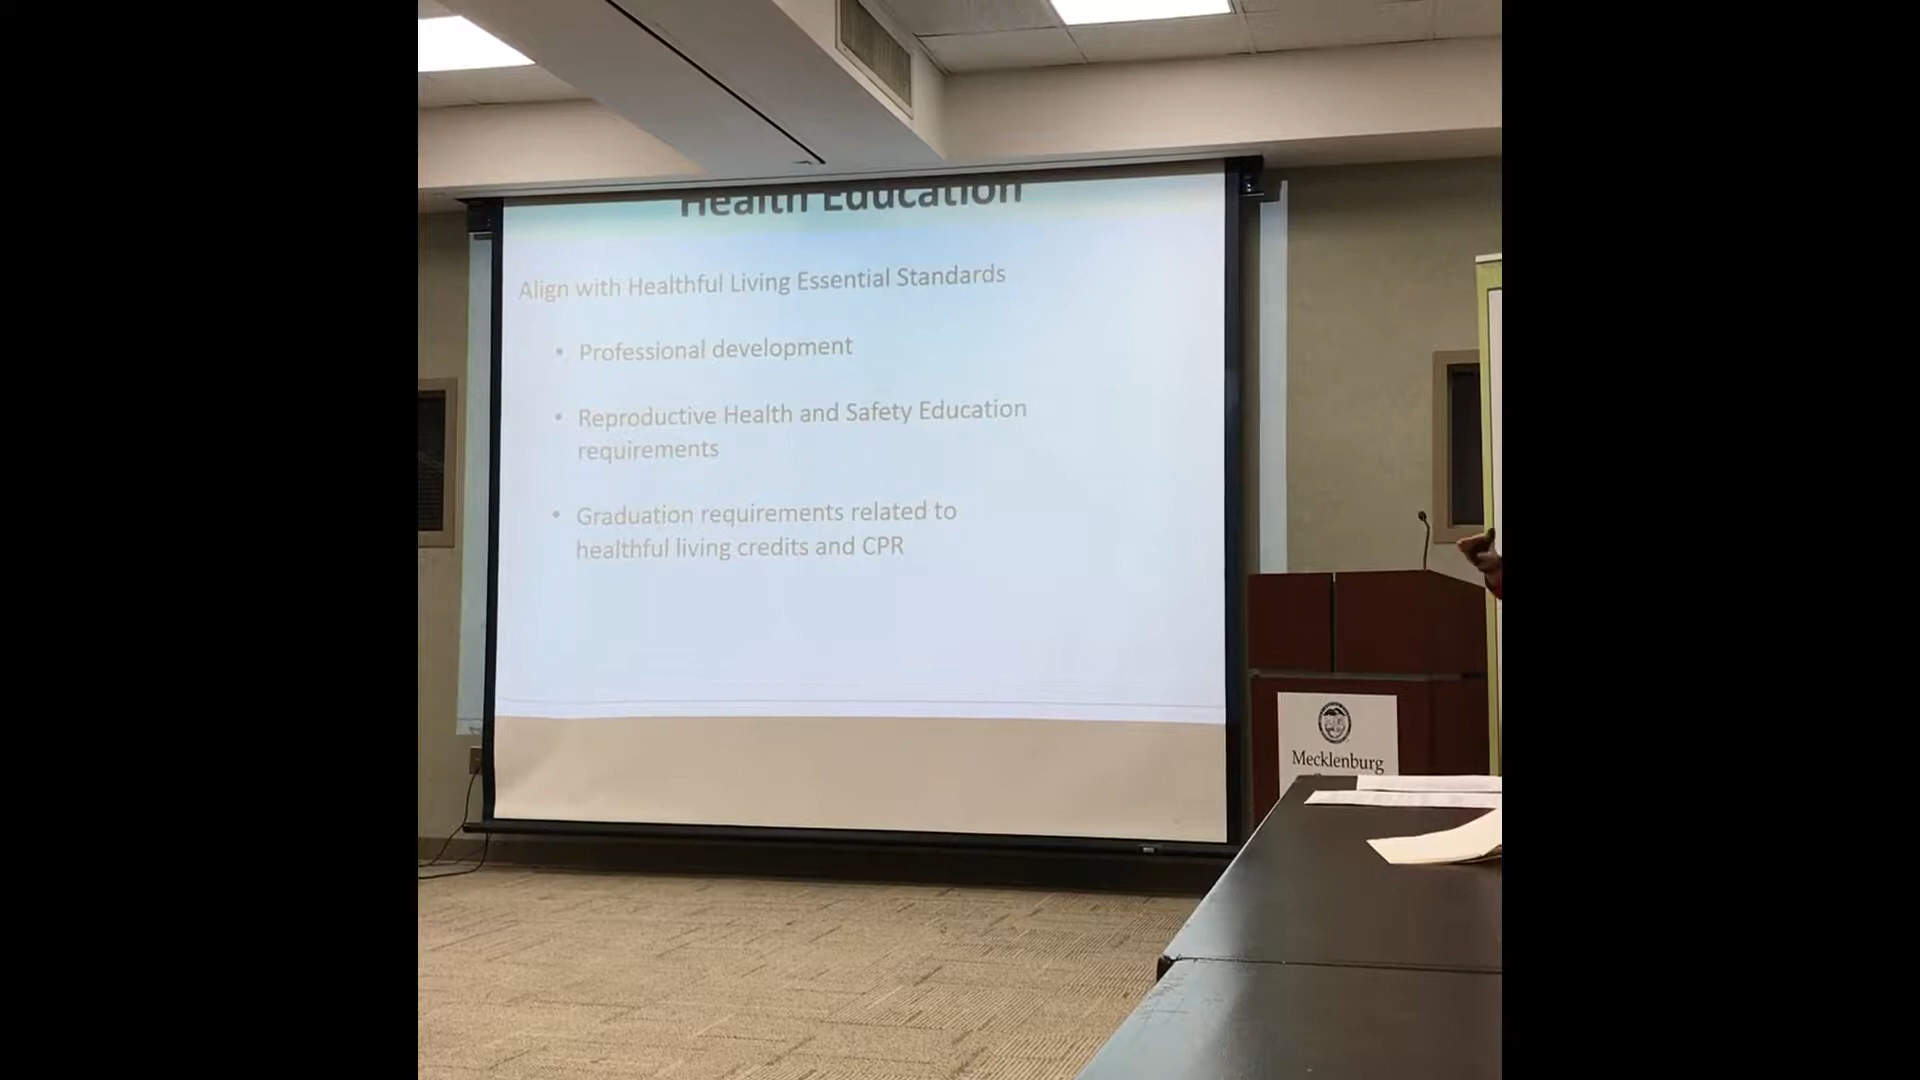 Health Education
Align with Healthful Living Essential Standards
• Professional development
• Reproductive Health and Safety Education
requirements
• Graduation requirements related to
healthful living credits and CPR
Mecklenburg